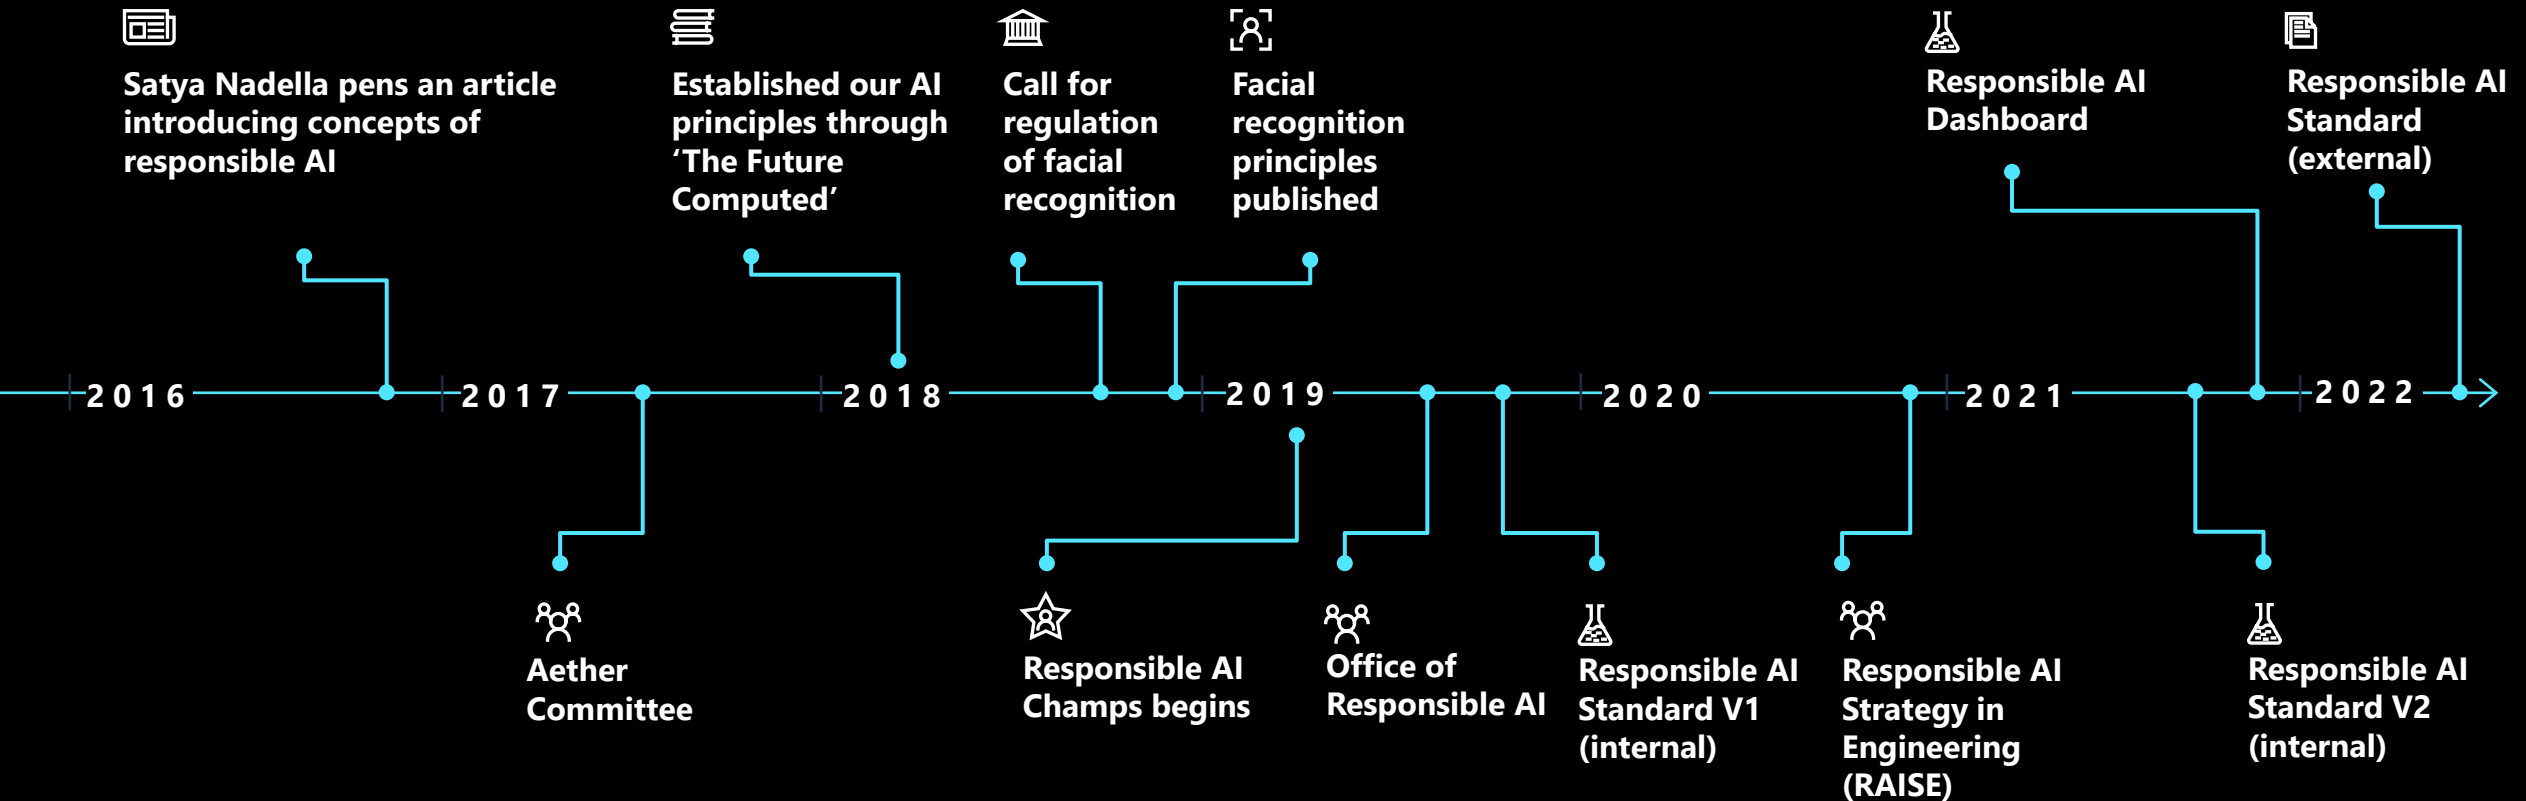 Satya Nadella pens an article
introducing concepts of
responsible AI
Established our AI
principles through
‘The Future
Computed’
Call for
regulation
of facial
recognition
Facial
recognition
principles
published
Responsible AI
Dashboard
Responsible AI
Standard
(external)
2016
2017
2018
2019
2020
2021
2022
Aether
Committee
Responsible AI
Champs begins
Office of
Responsible AI
Responsible AI
Standard V1
(internal)
Responsible AI
Strategy in
Engineering
(RAISE)
Responsible AI
Standard V2
(internal)